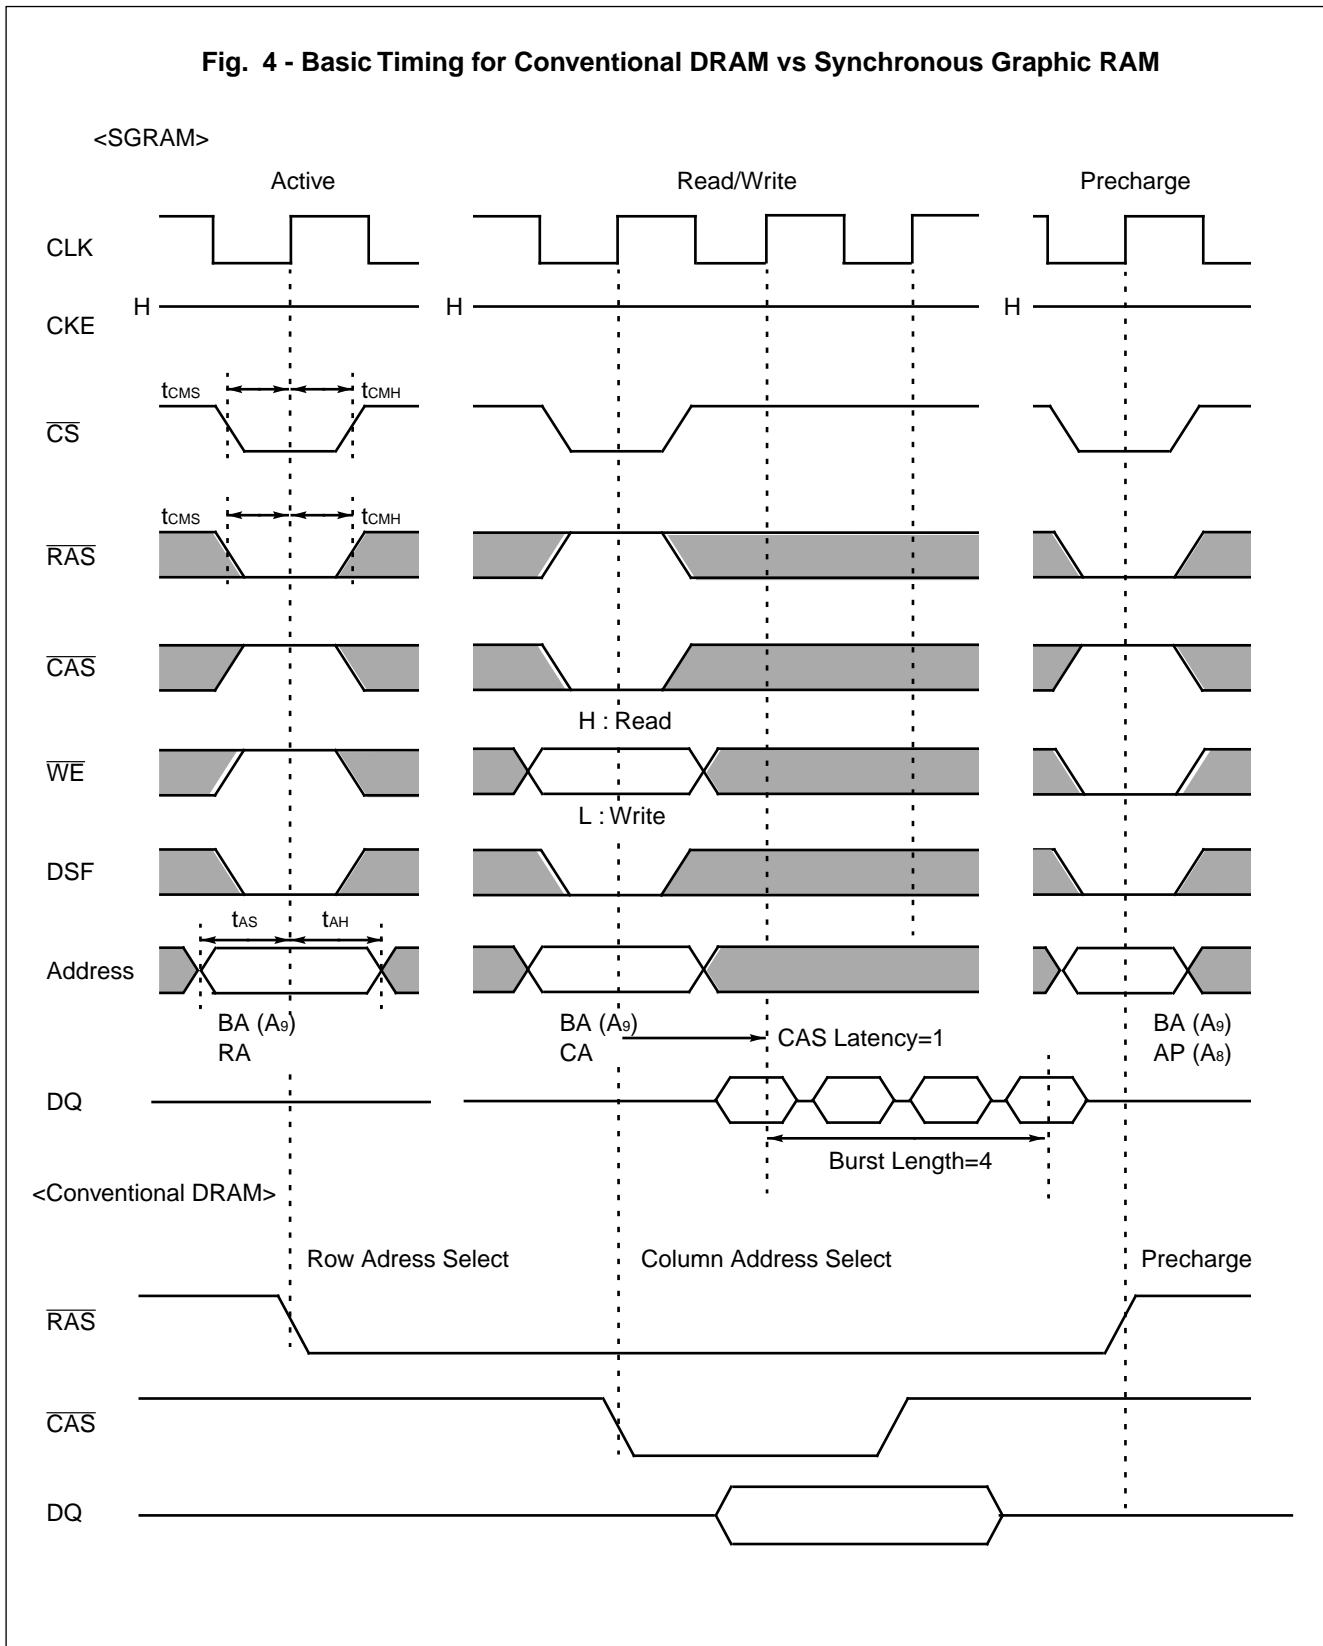 Fig. 4 - Basic Timing for Conventional DRAM vs Synchronous Graphic RAM
<SGRAM>
Active Read/Write Precharge
CLK
H H H
CKE
tCMS tCMH
CS
tCMS tCMH
RAS
CAS
H : Read
WE
L : Write
DSF
tAS tAH
Address
BA (A9) BA (A9) CAS Latency=1 BA (A9)
RA CA AP (A8)
DQ
Burst Length=4
<Conventional DRAM>
Row Adress Select Column Address Select Precharge
RAS
CAS
DQ